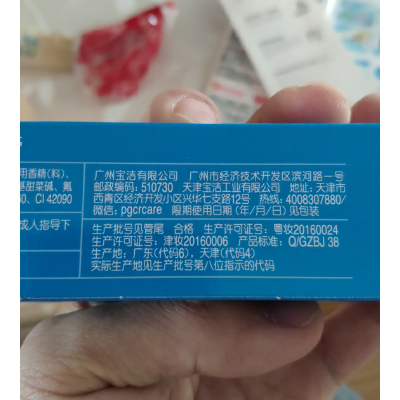 用香精(料)、
基甜菜碱、氟
0、CI 42090
成人指导下
广州宝洁有限公司 广州市经济技术开发区滨河路一号
邮政编码:510730 天津宝洁工业有限公司 地址:天津市
西青区经济开发区小兴华七支路12号 热线:4008307880/
微信:pgcrcare 限期使用日期(年/月/日)见包装
生产批号见管尾 合格 生产许可证号:粤妆20160024
生产许可证号:津妆20160006 产品标准:Q/GZBJ 38
生产地:广东(代码6),天津(代码4)
实际生产地见生产批号第八位指示的代码